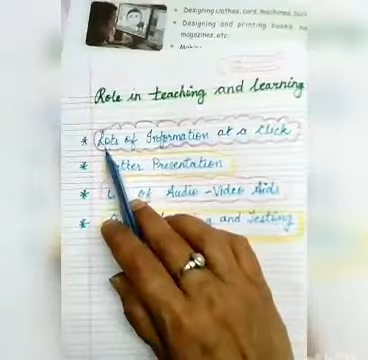 • Designing clothes, cars, machines,
• Designing and printing books,
magazines, etc.
Role in teaching and learning
* Lots of Information at a click
* tter Presentation
* of Audio-Video Aids
* and Testing